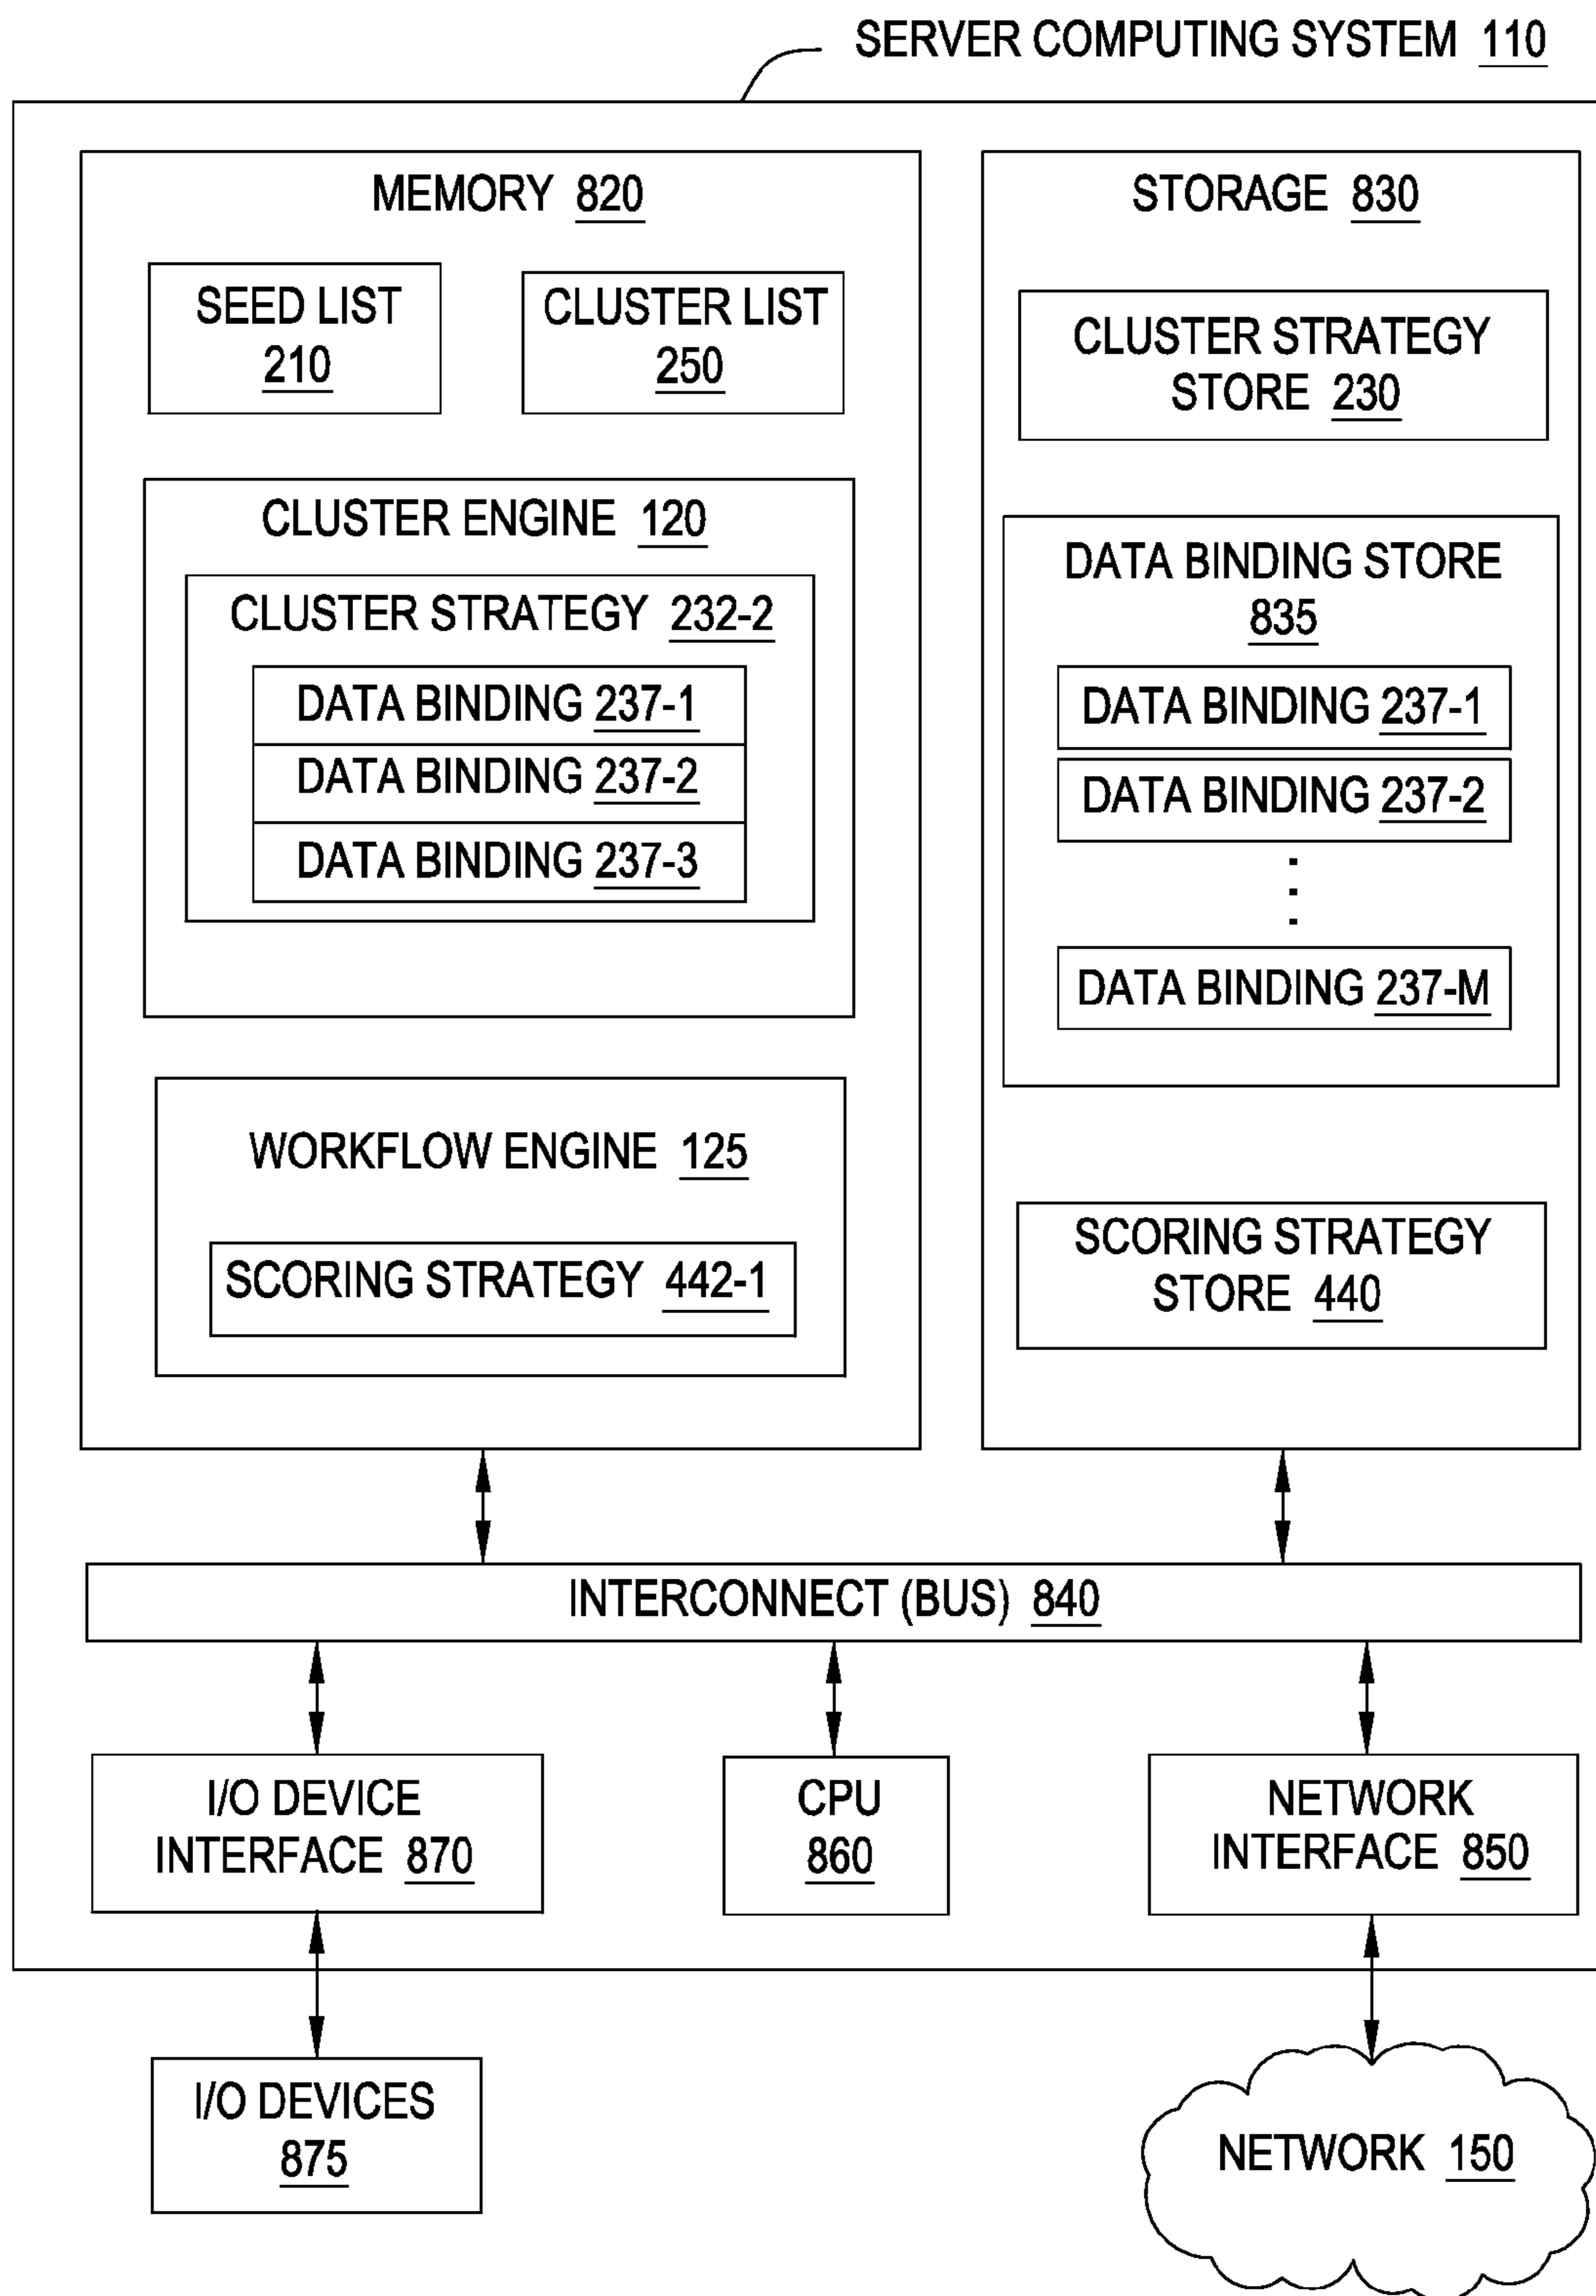 SERVER COMPUTING SYSTEM 110
MEMORY 820
SEED LIST
210
CLUSTER LIST
250
CLUSTER ENGINE 120
CLUSTER STRATEGY 232-2
DATA BINDING 237-1
DATA BINDING 237-2
DATA BINDING 237-3
WORKFLOW ENGINE 125
SCORING STRATEGY 442-1
STORAGE 830
CLUSTER STRATEGY
STORE 230
DATA BINDING STORE
835
DATA BINDING 237-1
DATA BINDING 237-2
DATA BINDING 237-M
SCORING STRATEGY
STORE 440
INTERCONNECT (BUS) 840
I/O DEVICE
INTERFACE 870
CPU
860
NETWORK
INTERFACE 850
I/O DEVICES
875
NETWORK 150